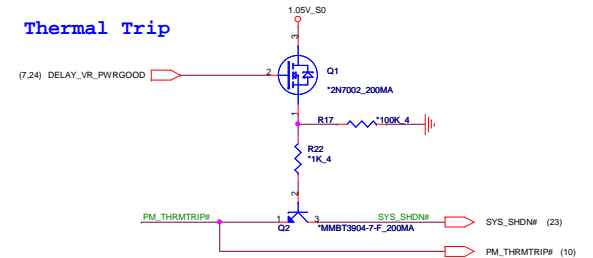 1.05V_S0
Thermal Trip
3
(7,24) DELAY_VR_PWRGOOD
2
Q1
*2N7002_200MA
1
R17
*100K_4
R22
*1K_4
2
PM_THRMTRIP#
1
3
SYS_SHDN#
SYS_SHDN# (23)
Q2
*MMBT3904-7-F_200MA
PM_THRMTRIP# (10)